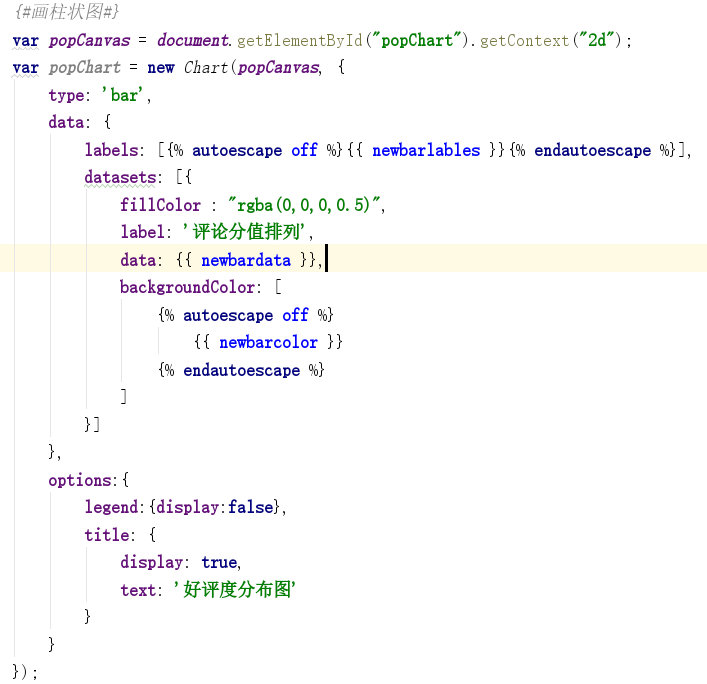 {#画柱状图#}
var popCanvas = document.getElementById("popChart").getContext("2d");
var popChart = new Chart(popCanvas, {
    type: 'bar',
    data: {
        labels: [{% autoescape off %}{{ newbarlables }}{% endautoescape %}],
        datasets: [{
            fillColor : "rgba(0,0,0,0.5)",
            label: '评论分值排列',
            data: {{ newbardata }},
            backgroundColor: [
                {% autoescape off %}
                    {{ newbarcolor }}
                {% endautoescape %}
            ]
        }]
    },
    options:{
        legend:{display:false},
        title: {
            display: true,
            text: '好评度分布图'
        }
    }
});